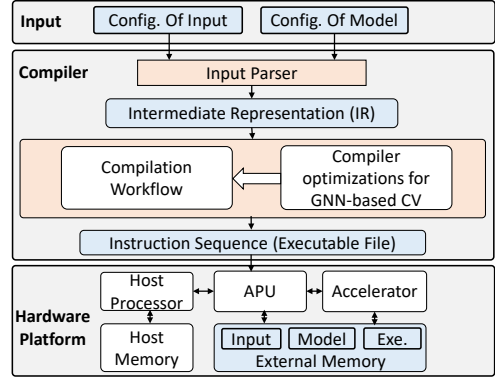 Input
Config. Of Input
Config. Of Model
Compiler
Input Parser
Intermediate Representation (IR)
Compilation
Workflow
Compiler
optimizations for
GNN-based CV
Instruction Sequence (Executable File)
Hardware
Platform
Host
Processor
APU
Accelerator
Host
Memory
Input
Model
Exe.
External Memory